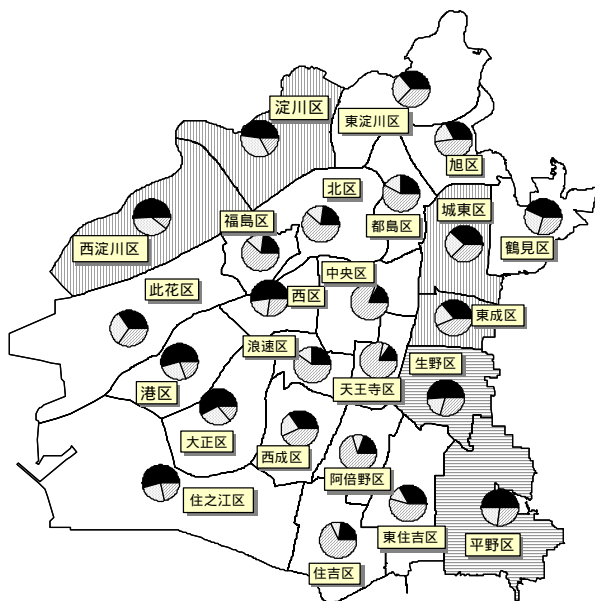 淀川区
東淀川区
旭区
北区
城東区
都島区
福島区
鶴見区
西淀川区
中央区
此花区
西区
東成区
浪速区
生野区
天王寺区
港区
大正区
西成区
阿倍野区
住之江区
東住吉区
平野区
住吉区